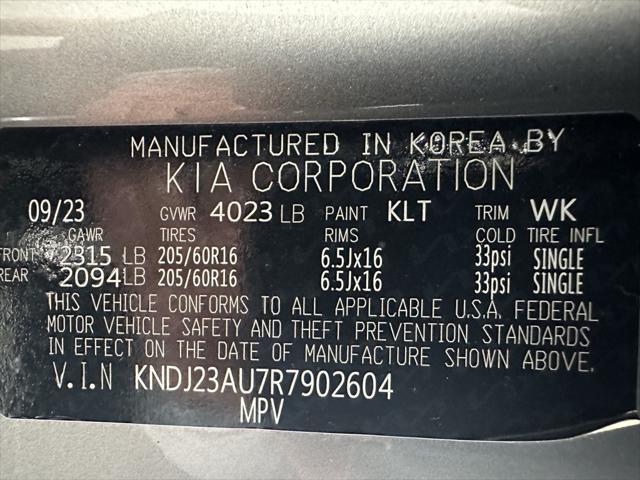 MANUFACTURED IN KOREA BY
KIA CORPORATION
09/23 GVWR 4023 LB PAINT KLT TRIM WK
GAWR TIRES RIMS COLD TIRE INFL
FRONT 2315 LB 205/60R16 6.5Jx16 33psi SINGLE
REAR 2094 LB 205/60R16 6.5Jx16 33psi SINGLE
THIS VEHICLE CONFORMS TO ALL APPLICABLE U.S.A. FEDERAL
MOTOR VEHICLE SAFETY AND THEFT PREVENTION STANDARDS
IN EFFECT ON THE DATE OF MANUFACTURE SHOWN ABOVE.
V.I.N KNDJ23AU7R7902604
MPV